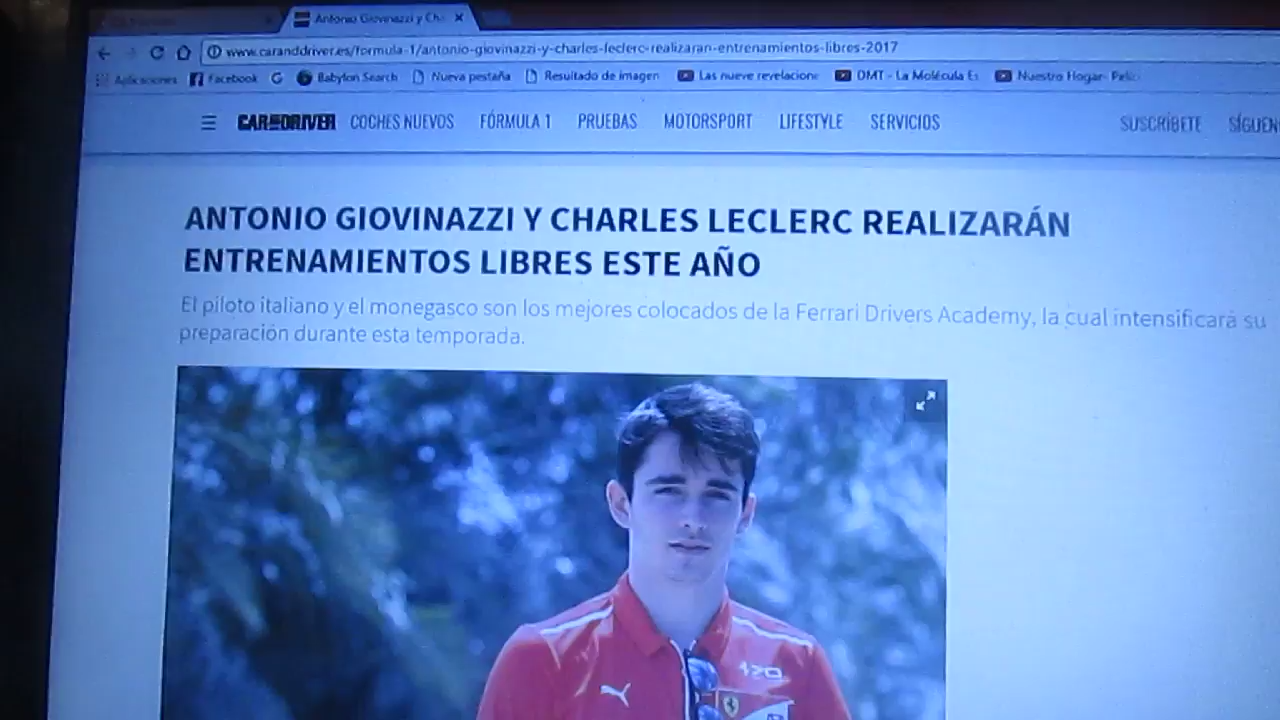 Antonio Giovinazzi y Cha
www.caranddriver.es/formula-1/antonio-giovinazzi-y-charles-leclerc-realizaran-entrenamientos-libres-2017
Aplicaciones Facebook Babylon Search Nueva pestaña Resultado de imagen Las nueve revelacione DMT - La Molécula Es Nuestro Hogar- Pelic
CAR AND DRIVER COCHES NUEVOS FÓRMULA 1 PRUEBAS MOTORSPORT LIFESTYLE SERVICIOS SUSCRÍBETE SÍGUEN
ANTONIO GIOVINAZZI Y CHARLES LECLERC REALIZARÁN
ENTRENAMIENTOS LIBRES ESTE AÑO
El piloto italiano y el monegasco son los mejores colocados de la Ferrari Drivers Academy, la cual intensificará su
preparación durante esta temporada.